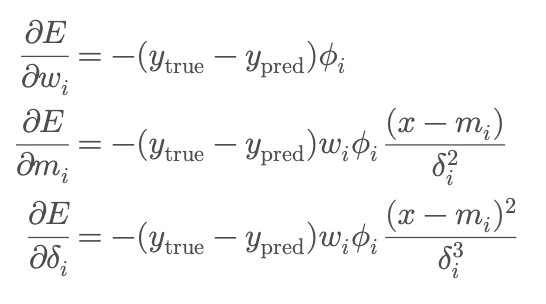 ∂E/∂w_i = −(y_true − y_pred)ϕ_i
∂E/∂m_i = −(y_true − y_pred)w_iϕ_i (x − m_i)/δ_i^2
∂E/∂δ_i = −(y_true − y_pred)w_iϕ_i (x − m_i)^2/δ_i^3